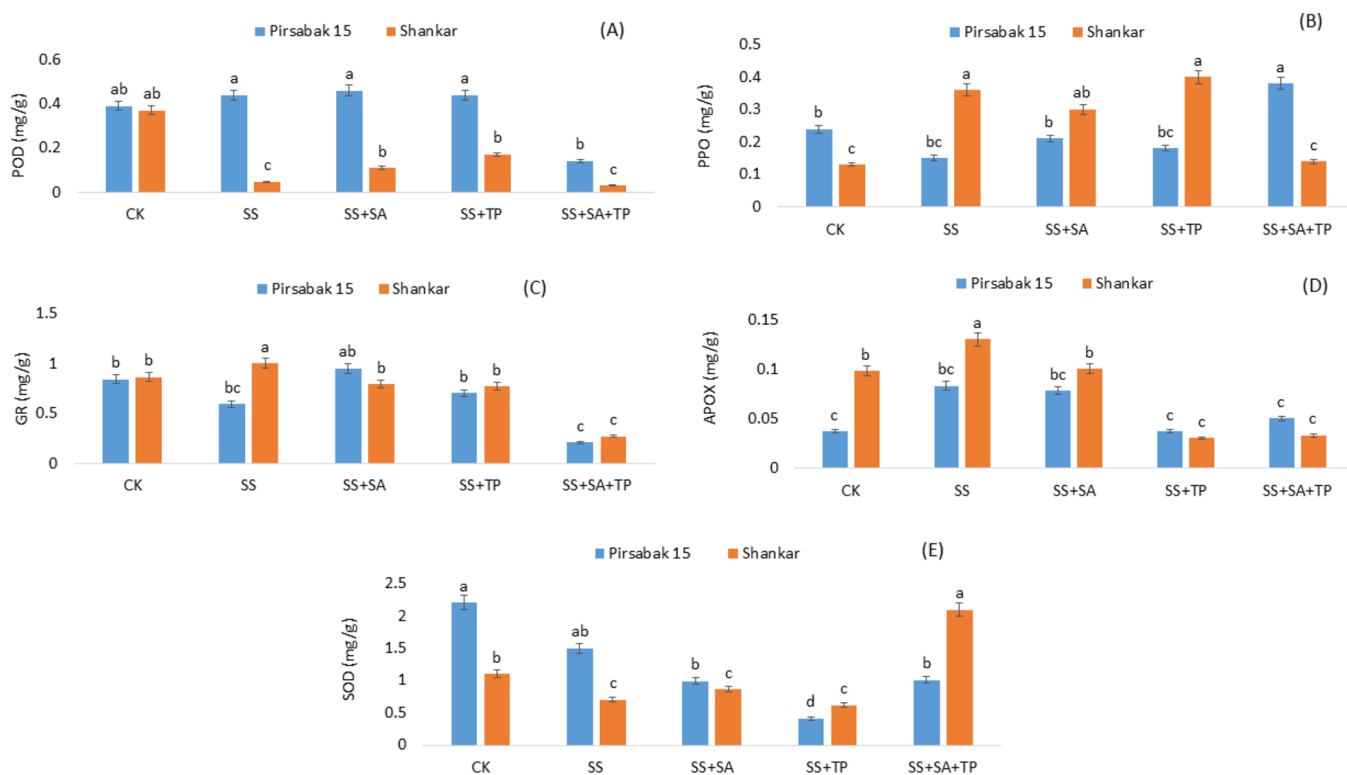 Pirsabak 15 Shankar (A)
POD (mg/g)
0.6
0.4
0.2
0
ab ab a b a b a b b c
CK SS SS+SA SS+TP SS+SA+TP
Pirsabak 15 Shankar (B)
PPO (mg/g)
0.5
0.4
0.3
0.2
0.1
0
b c bc a b ab bc a a c
CK SS SS+SA SS+TP SS+SA+TP
Pirsabak 15 Shankar (C)
GR (mg/g)
1.5
1
0.5
0
b b bc a ab b b b c c
CK SS SS+SA SS+TP SS+SA+TP
Pirsabak 15 Shankar (D)
APOX (mg/g)
0.15
0.1
0.05
0
c b bc a bc b c c c c
CK SS SS+SA SS+TP SS+SA+TP
Pirsabak 15 Shankar (E)
SOD (mg/g)
2.5
2
1.5
1
0.5
0
a b ab c b c d c b a
CK SS SS+SA SS+TP SS+SA+TP